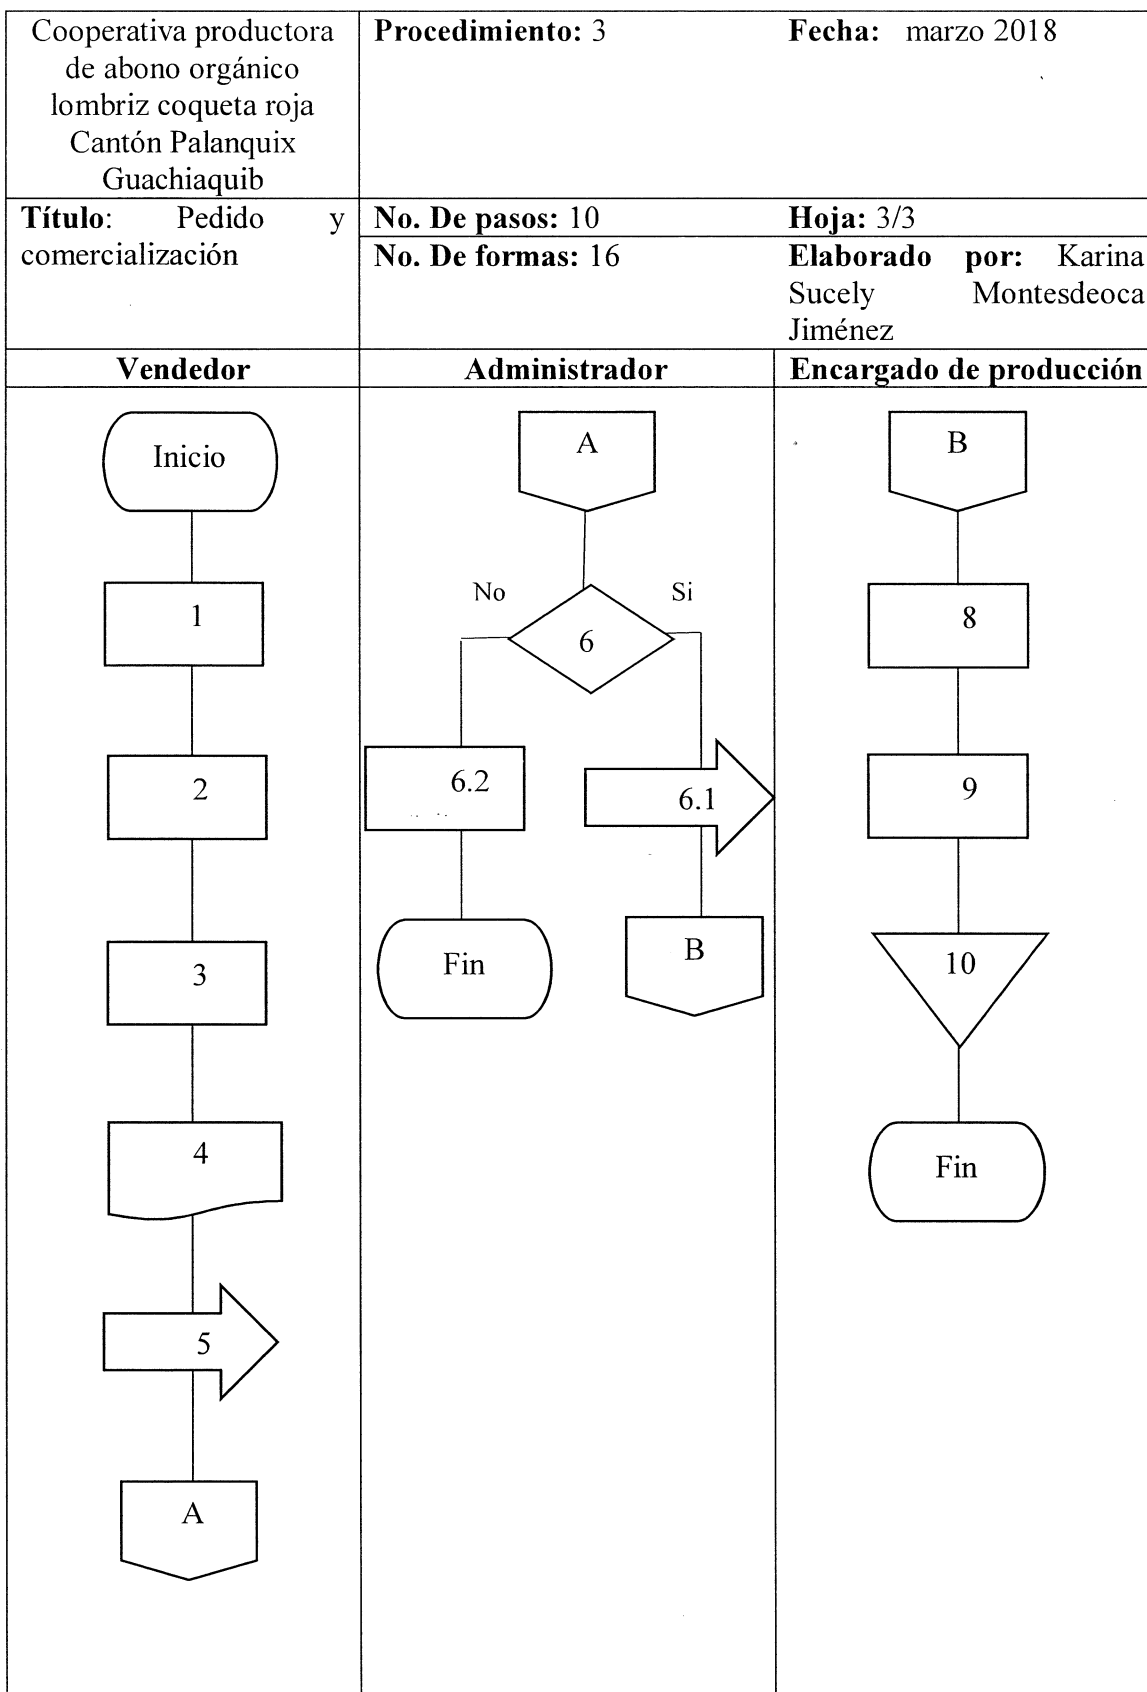 Cooperativa productora
de abono orgánico
lombriz coqueta roja
Cantón Palanquix
Guachiaquib
Procedimiento: 3
Fecha: marzo 2018
Título: Pedido y
comercialización
No. De pasos: 10
Hoja: 3/3
No. De formas: 16
Elaborado por: Karina
Sucely Montesdeoca
Jiménez
Vendedor
Administrador
Encargado de producción
Inicio
1
2
3
4
5
A
A
No
Si
6
6.2
6.1
Fin
B
B
8
9
10
Fin